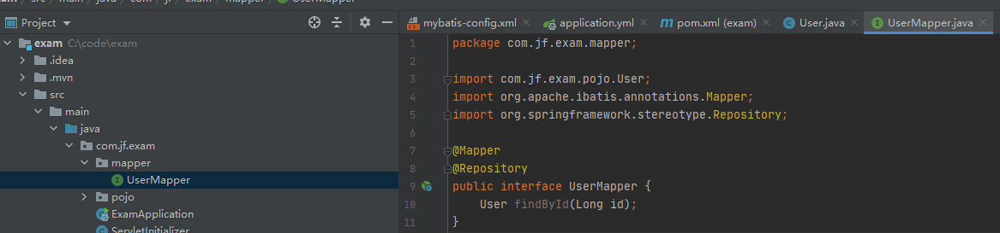 src
main
java
com
jf
exam
mapper
UserMapper
Project
mybatis-config.xml
application.yml
pom.xml (exam)
User.java
UserMapper.java
exam C:\code\exam
.idea
.mvn
src
main
java
com.jf.exam
mapper
UserMapper
pojo
ExamApplication
ServletInitializer
1 package com.jf.exam.mapper;
2
3 import com.jf.exam.pojo.User;
4 import org.apache.ibatis.annotations.Mapper;
5 import org.springframework.stereotype.Repository;
6
7 @Mapper
8 @Repository
9 public interface UserMapper {
10 User findById(Long id);
11 }